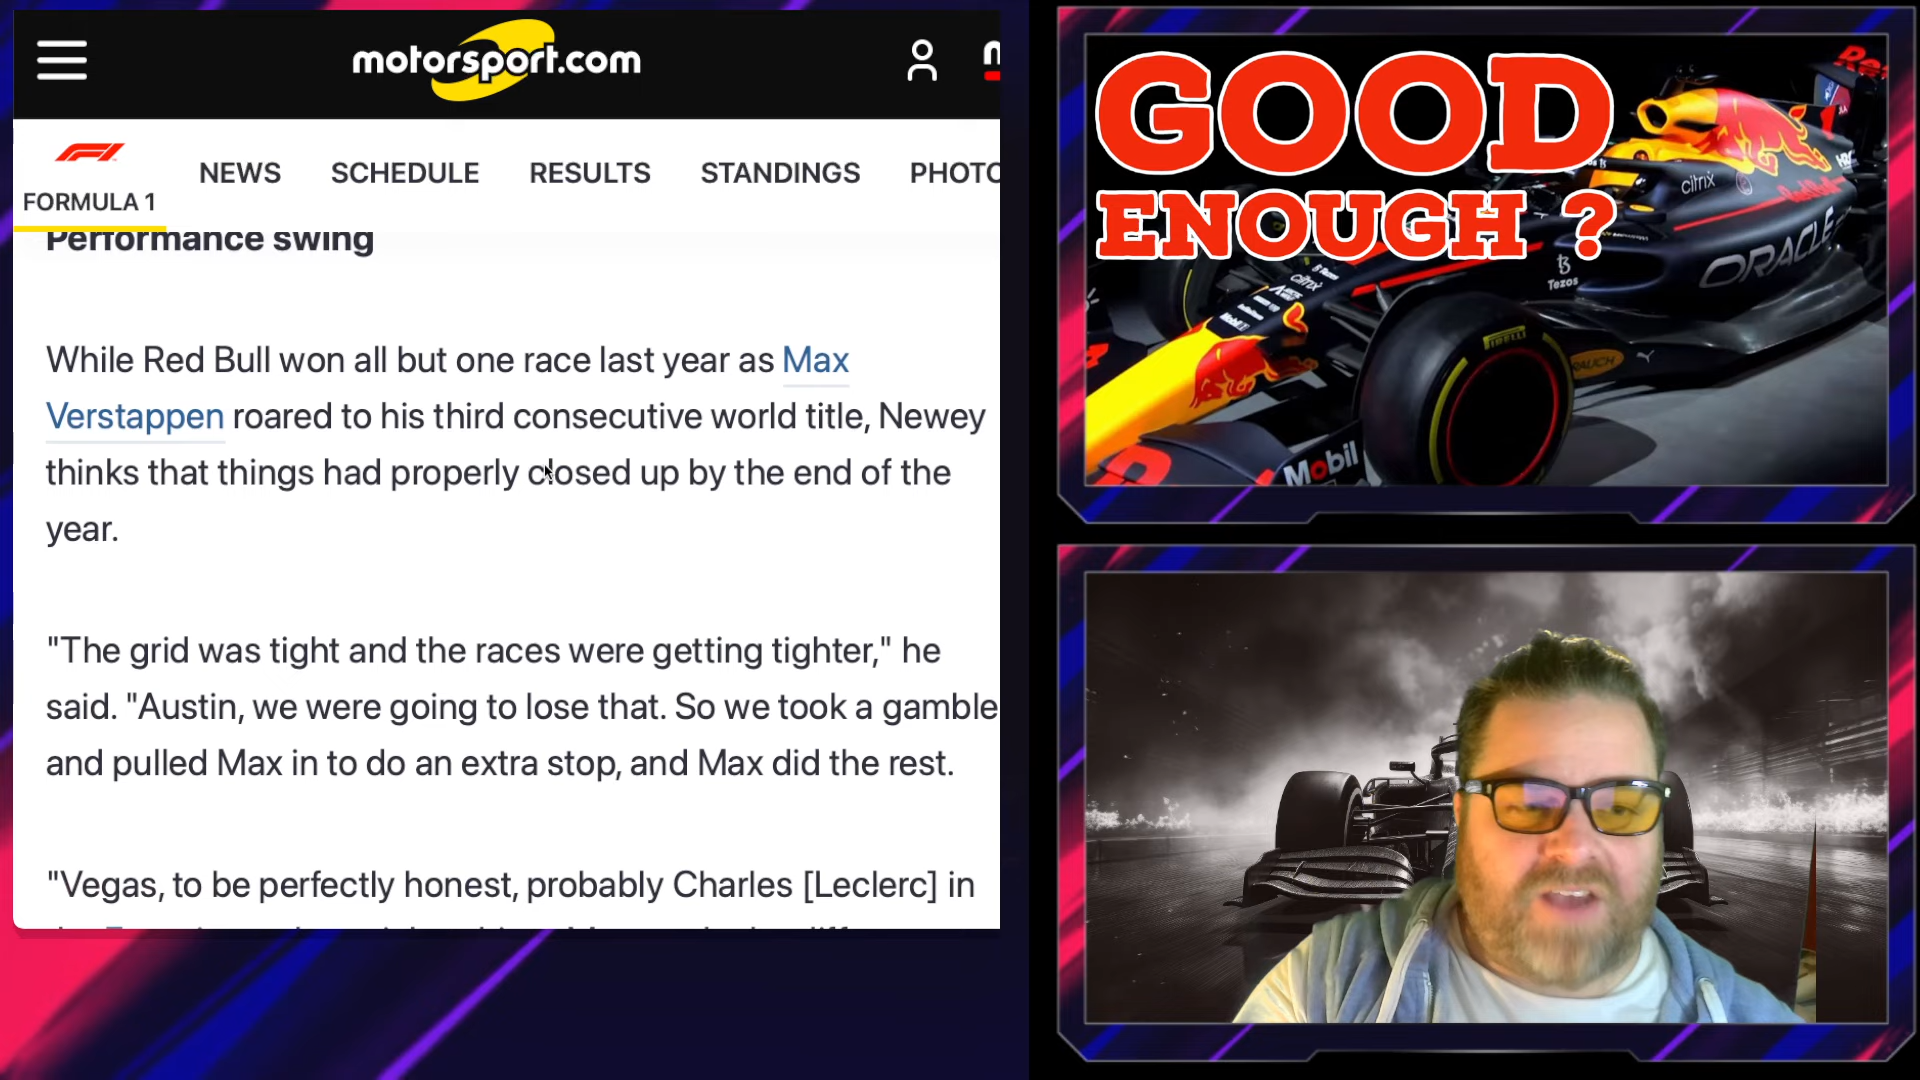 motorsport.com
FORMULA 1
NEWS
SCHEDULE
RESULTS
STANDINGS
PHOTO
Performance swing
While Red Bull won all but one race last year as Max
Verstappen roared to his third consecutive world title, Newey
thinks that things had properly closed up by the end of the
year.
"The grid was tight and the races were getting tighter," he
said. "Austin, we were going to lose that. So we took a gamble
and pulled Max in to do an extra stop, and Max did the rest.
"Vegas, to be perfectly honest, probably Charles [Leclerc] in
GOOD
ENOUGH ?
citrix
ORACLE
Tezos
citrix
Mobil 1
PIRELLI
RAUCH
Mobil